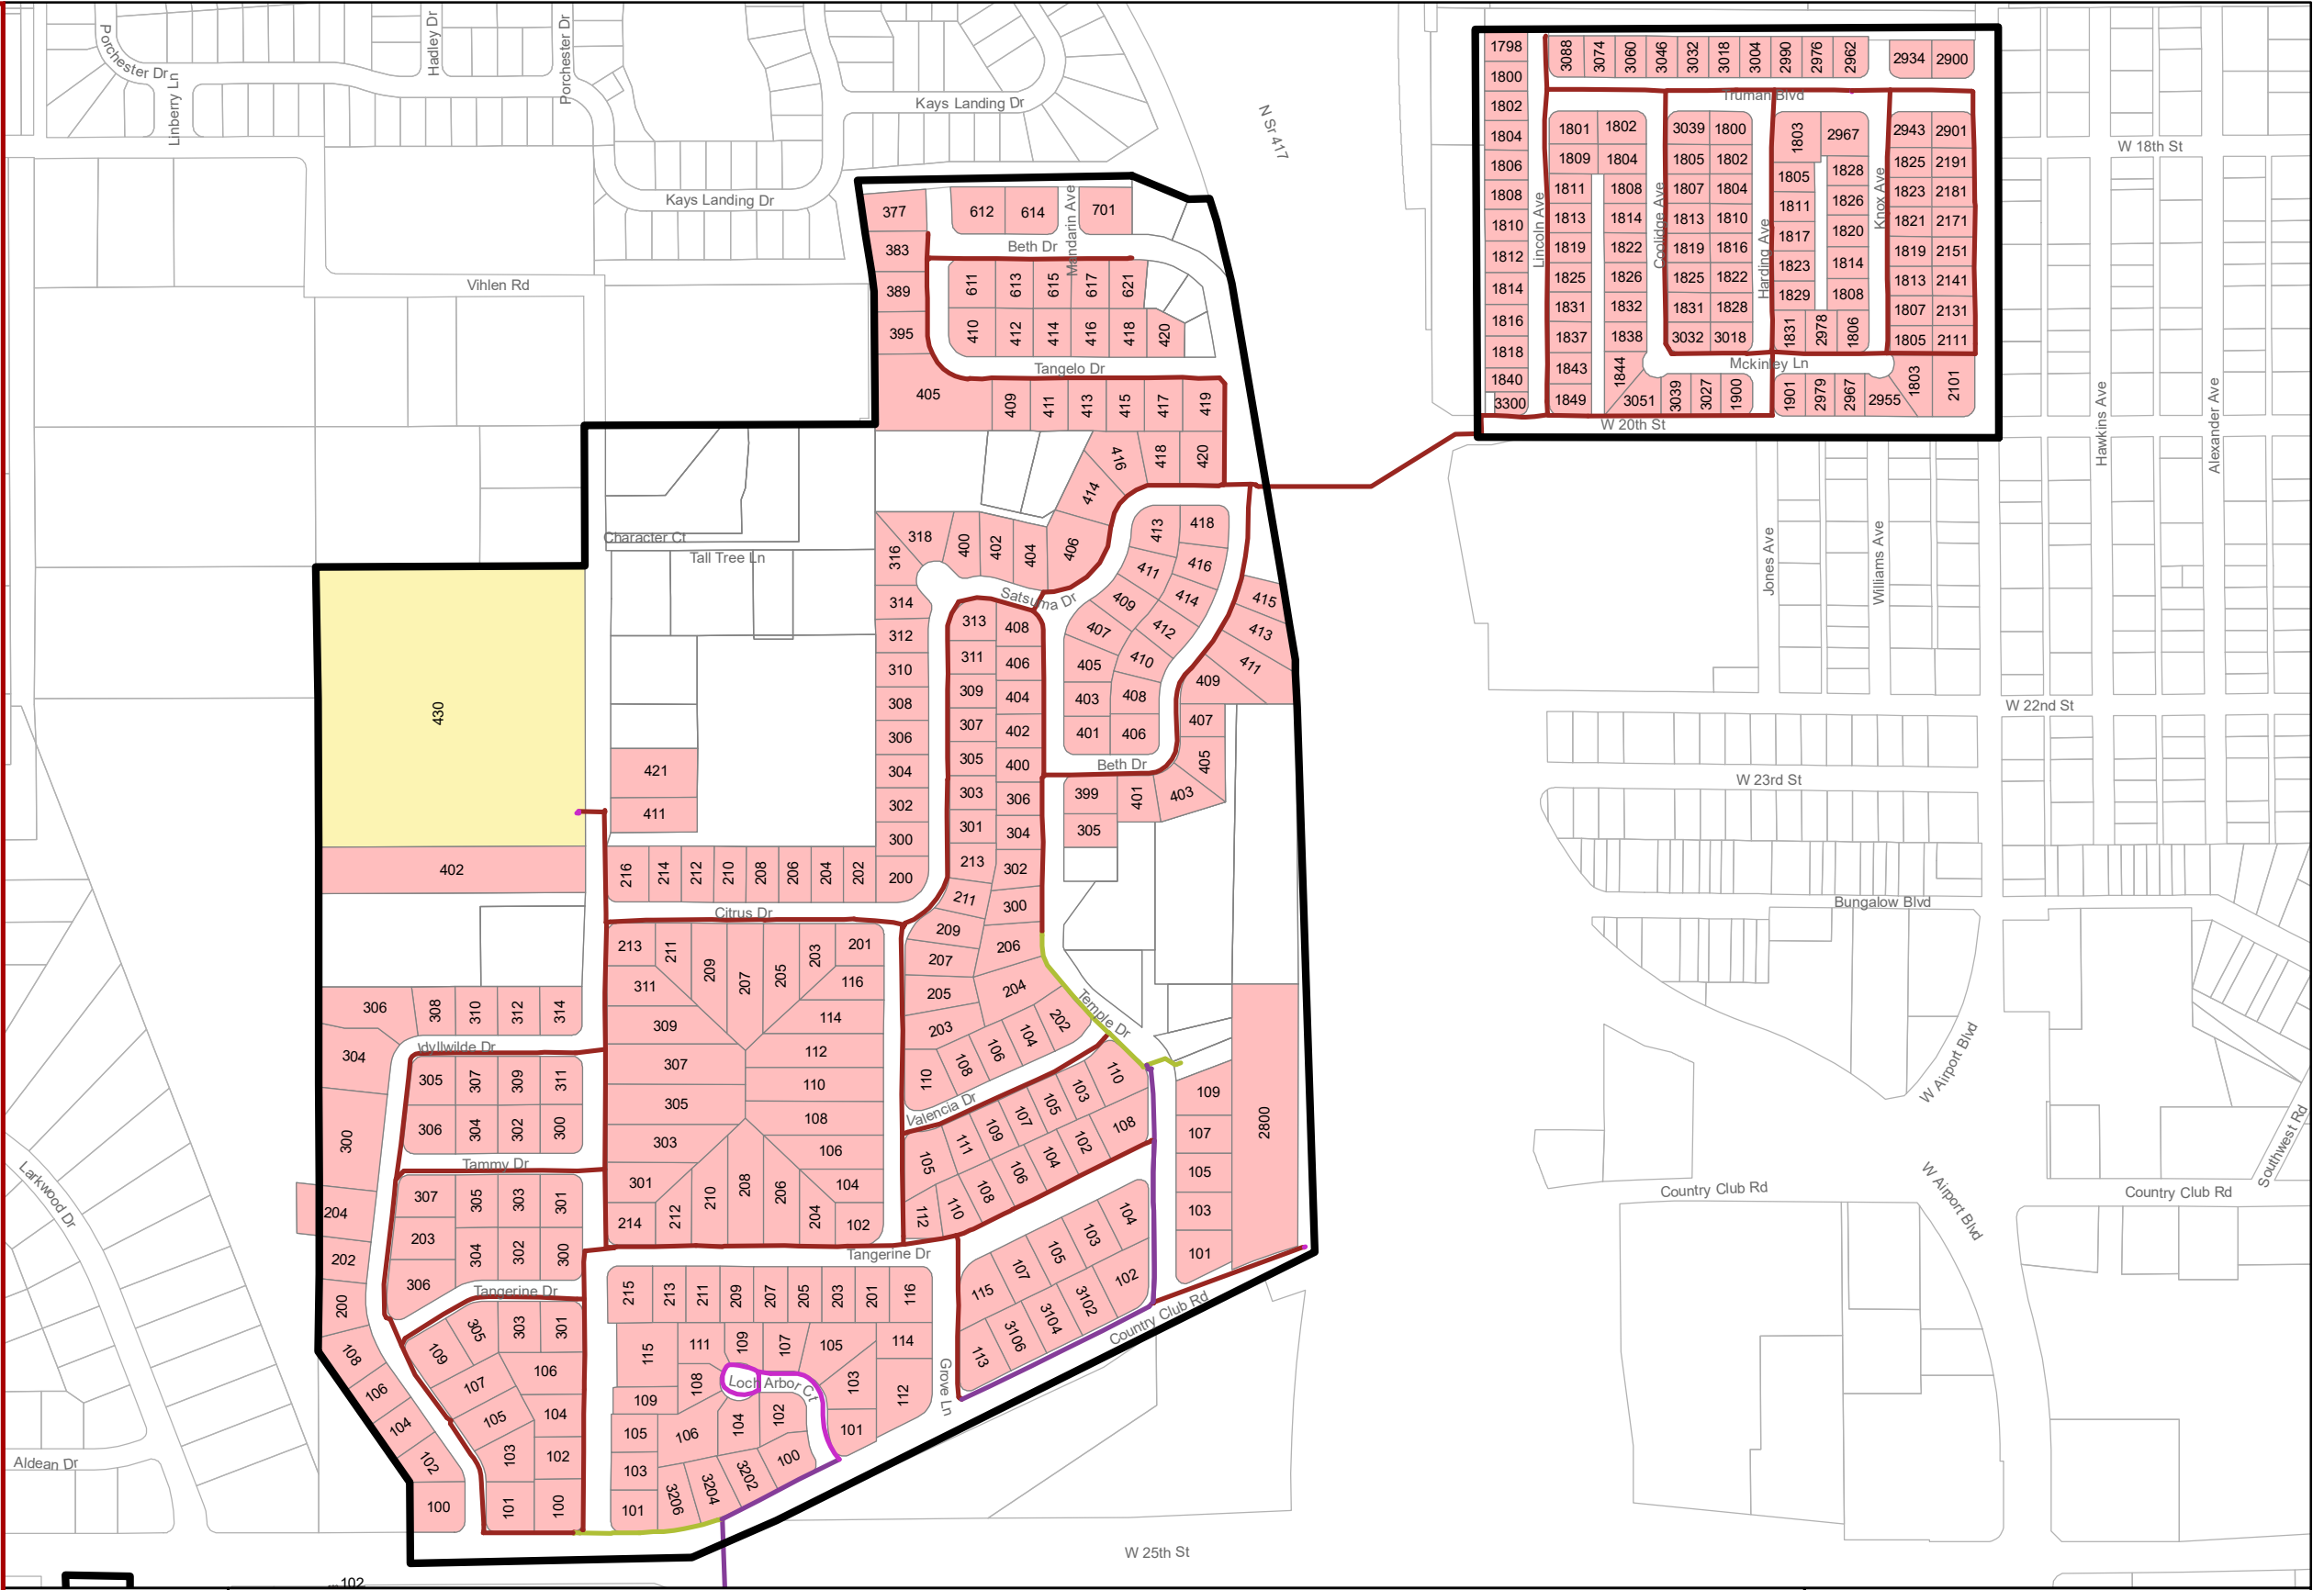 Porchester Dr
Linberry Ln
Hadley Dr
Porchester Dr
Kays Landing Dr
Kays Landing Dr
Vihlen Rd
N Sr 417
W 18th St
1798
1800
1802
1804
1806
1808
1810
1812
1814
1816
1818
1840
3300
Lincoln Ave
3088 3074 3060 3046 3032 3018 3004 2990 2976 2962
2934 2900
Truman Blvd
1801 1802
1809 1804
1811 1808
1813 1814
1819 1822
1825 1826
1831 1832
1837 1838
1843 1844
1849
3051 3039 3027 1900
Coolidge Ave
3039 1800
1805 1802
1807 1804
1813 1810
1819 1816
1825 1822
1831 1828
3032 3018
Harding Ave
1803 2967
1805 1828
1811 1826
1817 1820
1823 1814
1829 1808
1831 2978 1806
Knox Ave
2943 2901
1825 2191
1823 2181
1821 2171
1819 2151
1813 2141
1807 2131
1805 2111
Mckinley Ln
1901 2979 2967 2955 1803 2101
W 20th St
377
383
389
395
405
612 614 701
Mandarin Ave
Beth Dr
611 613 615 617 621
410 412 414 416 418 420
Tangelo Dr
409 411 413 415 417 419
416 418 420
414
Character Ct
Tall Tree Ln
318 400 402 404 406
316
314
312
310
308
306
304
302
300
200
Satsuma Dr
413 418
411 416
409 414
407 412
405 410
403 408
401 406
415
413
411
409
407
405
403
401
399
305
Beth Dr
313 408
311 406
309 404
307 402
305 400
303 306
301 304
213 302
211 300
209 206
207
205 204
203 202
110 108 106 104
Temple Dr
430
421
411
402
216 214 212 210 208 206 204 202
Citrus Dr
213 211 209 207 205 203 201
311 116
309 114
307 112
305 110
303 108
301 106
104
214 212 210 208 206 204 102
306 308 310 312 314
Idyllwilde Dr
304
300
204
202
200
108
106
104
102
100
305 307 309 311
306 304 302 300
Tammy Dr
307 305 303 301
203
306 304 302 300
Tangerine Dr
109 305 303 301
107 106
105 104
103 102
101 100
Valencia Dr
105 111 109 107 105 103 110
112 110 108 106 104 102 108
Tangerine Dr
109
107
105
103
101
2800
115 107 105 103 104
113 3106 3104 3102 102
Country Club Rd
215 213 211 209 207 205 203 201 116
115 111 109 107 105 114
109 108 103 112
Loch Arbor Ct
105 106 104 102 101
103
101 3206 3204 3202 100
Grove Ln
W 25th St
Larkwood Dr
Aldean Dr
102
Jones Ave
Williams Ave
Hawkins Ave
Alexander Ave
W 22nd St
W 23rd St
Bungalow Blvd
W Airport Blvd
W Airport Blvd
Country Club Rd
Country Club Rd
Southwest Rd